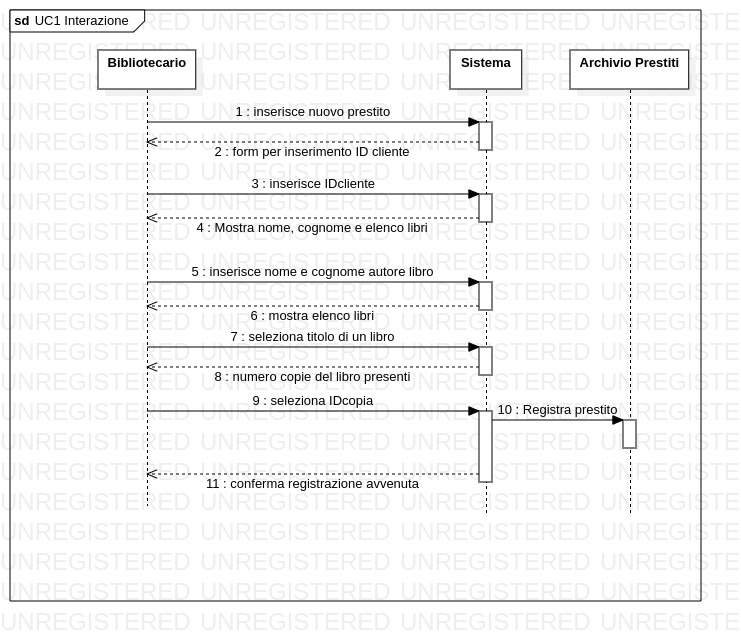 sd UC1 Interazione
Bibliotecario
Sistema
Archivio Prestiti
1 : inserisce nuovo prestito
2 : form per inserimento ID cliente
3 : inserisce IDcliente
4 : Mostra nome, cognome e elenco libri
5 : inserisce nome e cognome autore libro
6 : mostra elenco libri
7 : seleziona titolo di un libro
8 : numero copie del libro presenti
9 : seleziona IDcopia
10 : Registra prestito
11 : conferma registrazione avvenuta
UNREGISTERED UNREGISTERED UNREGISTERED UNREGISTERED